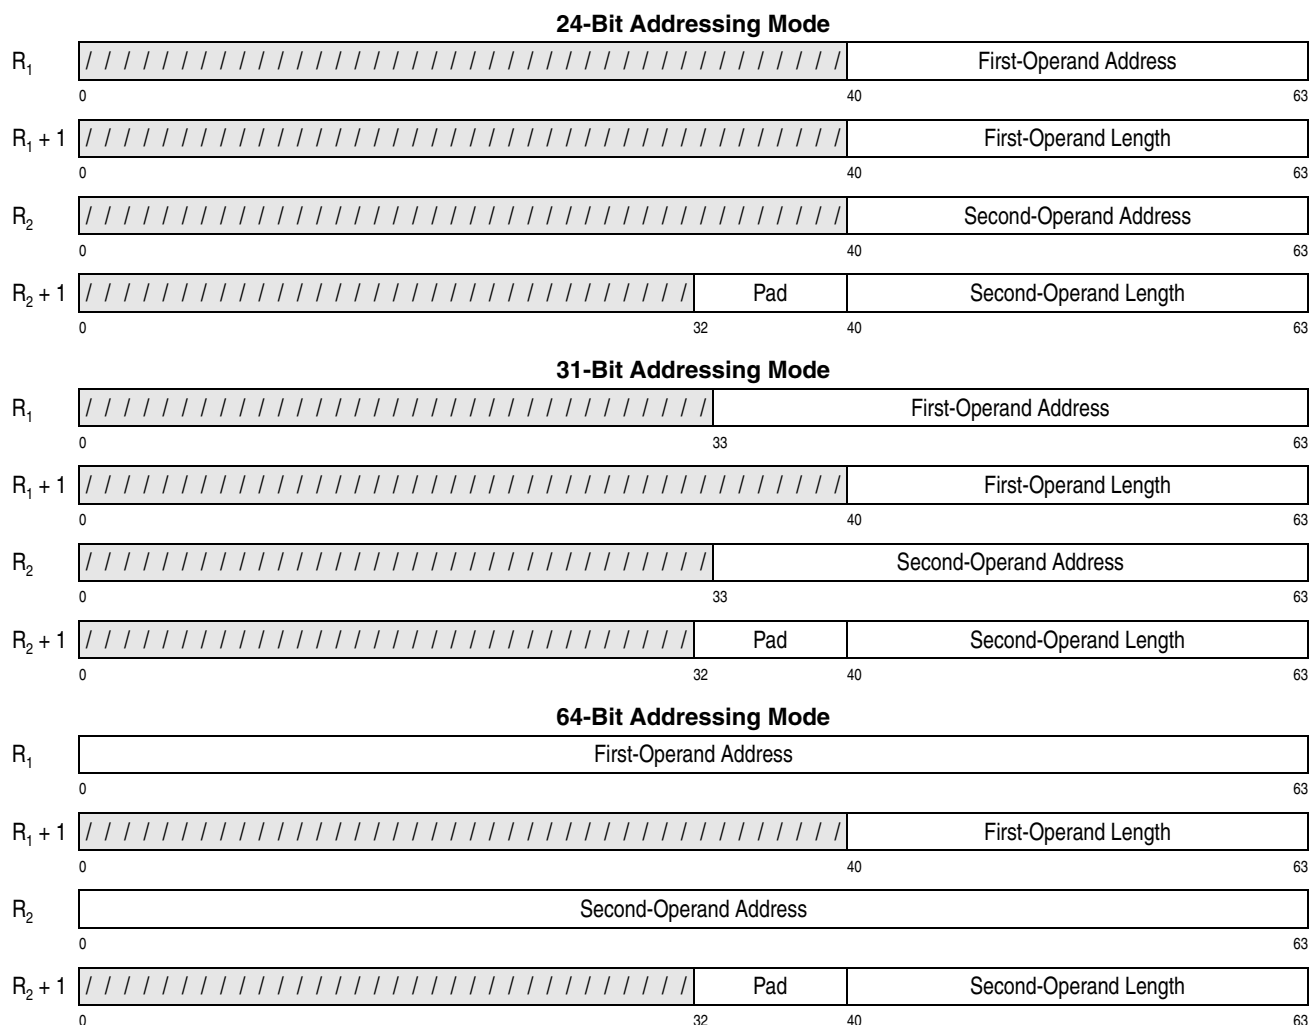 24-Bit Addressing Mode
R₁ / / / / / / / / / / / / / / / / / / / / / / / / / / / / / / / / / / / / / / / / First-Operand Address
0 40 63
R₁ + 1 / / / / / / / / / / / / / / / / / / / / / / / / / / / / / / / / / / / / / / / / First-Operand Length
0 40 63
R₂ / / / / / / / / / / / / / / / / / / / / / / / / / / / / / / / / / / / / / / / / Second-Operand Address
0 40 63
R₂ + 1 / / / / / / / / / / / / / / / / / / / / / / / / / / / / / / / / Pad Second-Operand Length
0 32 40 63
31-Bit Addressing Mode
R₁ / / / / / / / / / / / / / / / / / / / / / / / / / / / / / / / / / First-Operand Address
0 33 63
R₁ + 1 / / / / / / / / / / / / / / / / / / / / / / / / / / / / / / / / / / / / / / / / First-Operand Length
0 40 63
R₂ / / / / / / / / / / / / / / / / / / / / / / / / / / / / / / / / / Second-Operand Address
0 33 63
R₂ + 1 / / / / / / / / / / / / / / / / / / / / / / / / / / / / / / / / Pad Second-Operand Length
0 32 40 63
64-Bit Addressing Mode
R₁ First-Operand Address
0 63
R₁ + 1 / / / / / / / / / / / / / / / / / / / / / / / / / / / / / / / / / / / / / / / / First-Operand Length
0 40 63
R₂ Second-Operand Address
0 63
R₂ + 1 / / / / / / / / / / / / / / / / / / / / / / / / / / / / / / / / Pad Second-Operand Length
0 32 40 63